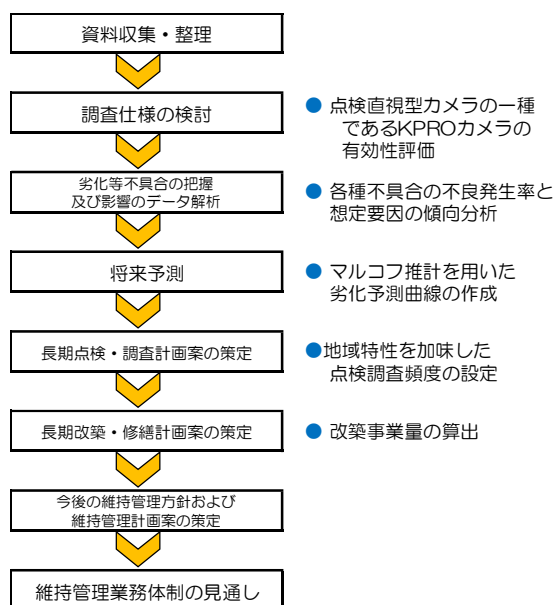 資料収集・整理
調査仕様の検討
● 点検直視型カメラの一種
であるKPROカメラの
有効性評価
劣化等不具合の把握
及び影響のデータ解析
● 各種不具合の不良発生率と
想定要因の傾向分析
将来予測
● マルコフ推計を用いた
劣化予測曲線の作成
長期点検・調査計画案の策定
●地域特性を加味した
点検調査頻度の設定
長期改築・修繕計画案の策定
● 改築事業量の算出
今後の維持管理方針および
維持管理計画案の策定
維持管理業務体制の見通し